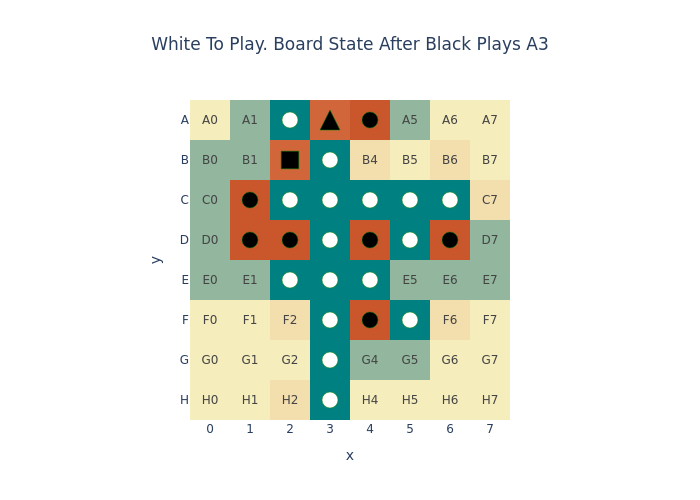 White To Play. Board State After Black Plays A3
A A0 A1 A5 A6 A7
B B0 B1 B4 B5 B6 B7
C C0 C7
D D0 D7
y
E E0 E1 E5 E6 E7
F F0 F1 F2 F6 F7
G G0 G1 G2 G4 G5 G6 G7
H H0 H1 H2 H4 H5 H6 H7
0 1 2 3 4 5 6 7
x